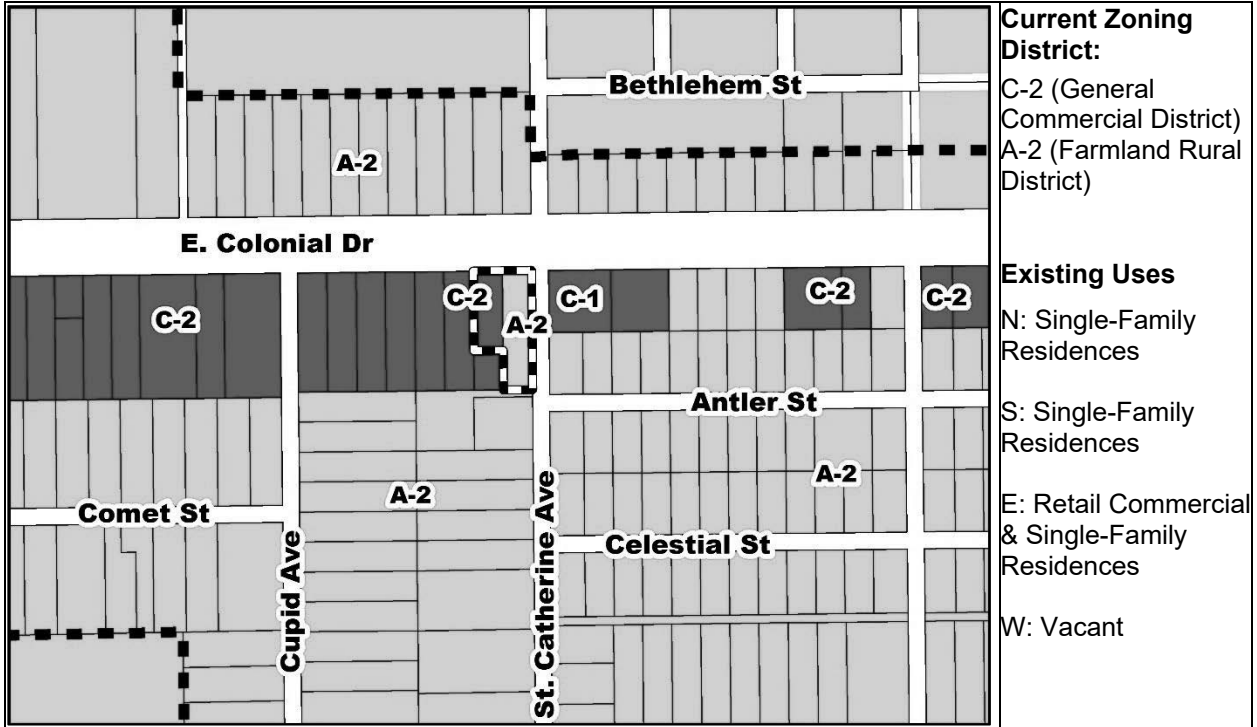 Bethlehem St
A-2
E. Colonial Dr
C-2
C-2
A-2
C-1
C-2
C-2
Antler St
A-2
A-2
Comet St
Celestial St
Cupid Ave
St. Catherine Ave
Current Zoning
District:
C-2 (General
Commercial District)
A-2 (Farmland Rural
District)
Existing Uses
N: Single-Family
Residences
S: Single-Family
Residences
E: Retail Commercial
& Single-Family
Residences
W: Vacant